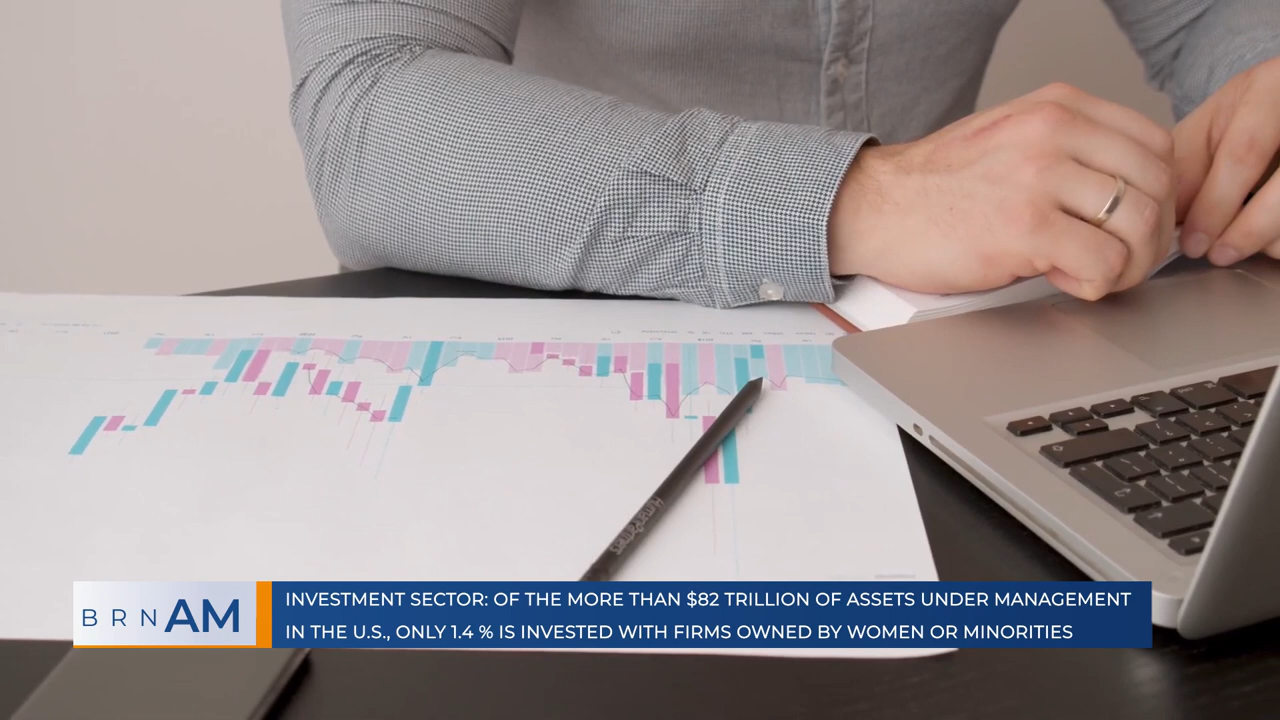 BRNAM
INVESTMENT SECTOR: OF THE MORE THAN $82 TRILLION OF ASSETS UNDER MANAGEMENT
IN THE U.S., ONLY 1.4 % IS INVESTED WITH FIRMS OWNED BY WOMEN OR MINORITIES